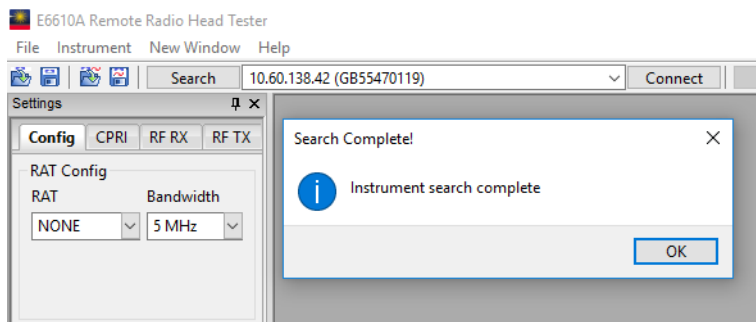 E6610A Remote Radio Head Tester
File Instrument New Window Help
Search 10.60.138.42 (GB55470119) Connect
Settings
Config CPRI RF RX RF TX
RAT Config
RAT Bandwidth
NONE 5 MHz
Search Complete!
Instrument search complete
OK